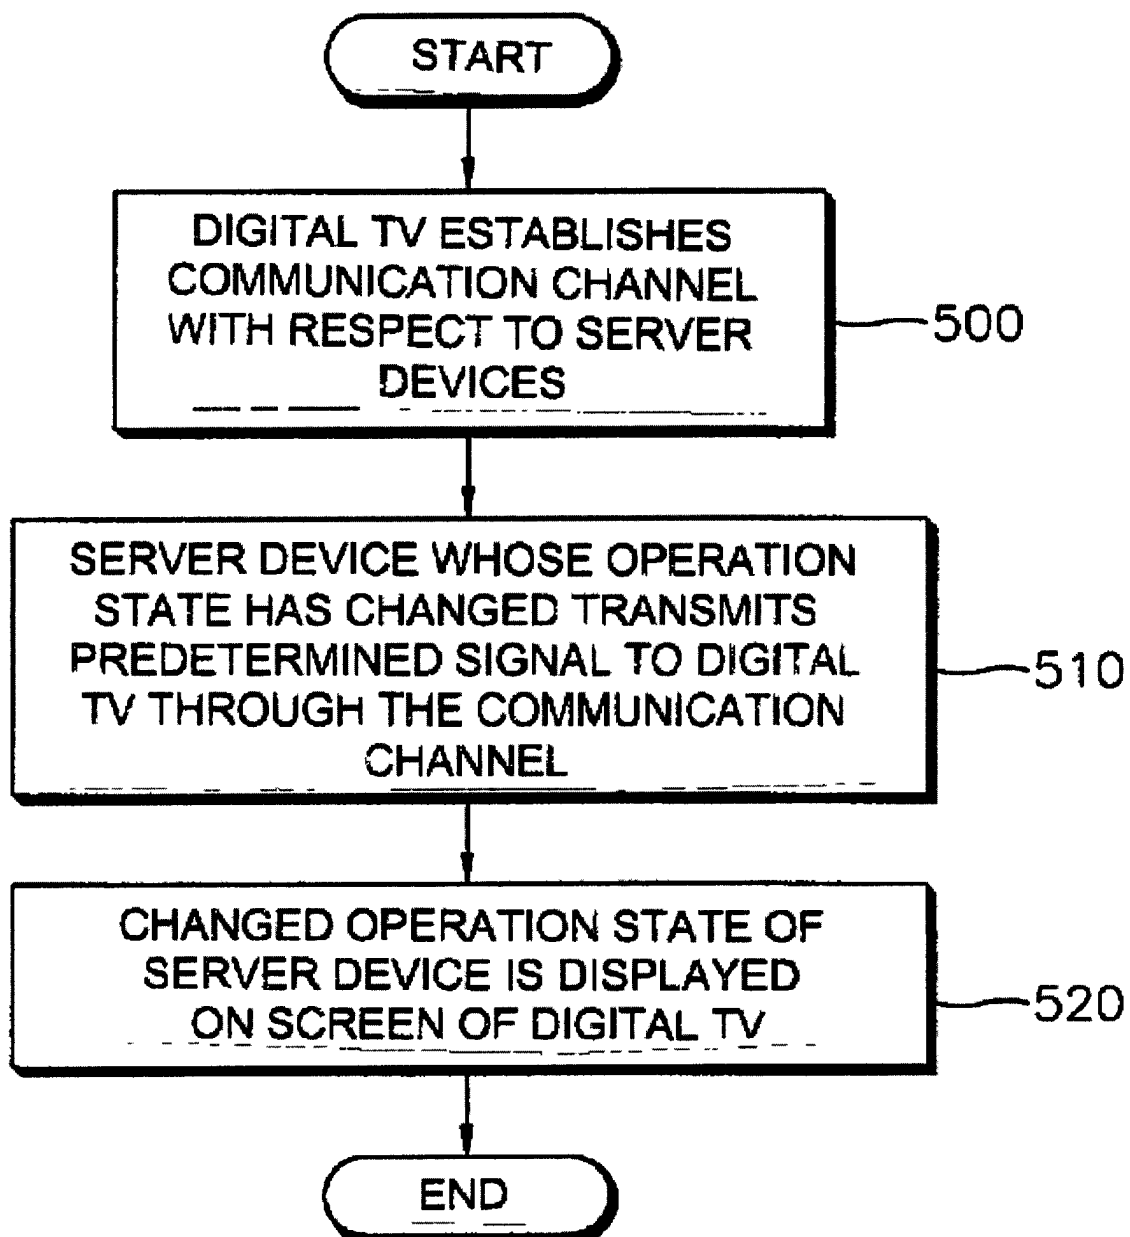 START
DIGITAL TV ESTABLISHES
COMMUNICATION CHANNEL
WITH RESPECT TO SERVER
DEVICES
500
SERVER DEVICE WHOSE OPERATION
STATE HAS CHANGED TRANSMITS
PREDETERMINED SIGNAL TO DIGITAL
TV THROUGH THE COMMUNICATION
CHANNEL
510
CHANGED OPERATION STATE OF
SERVER DEVICE IS DISPLAYED
ON SCREEN OF DIGITAL TV
520
END